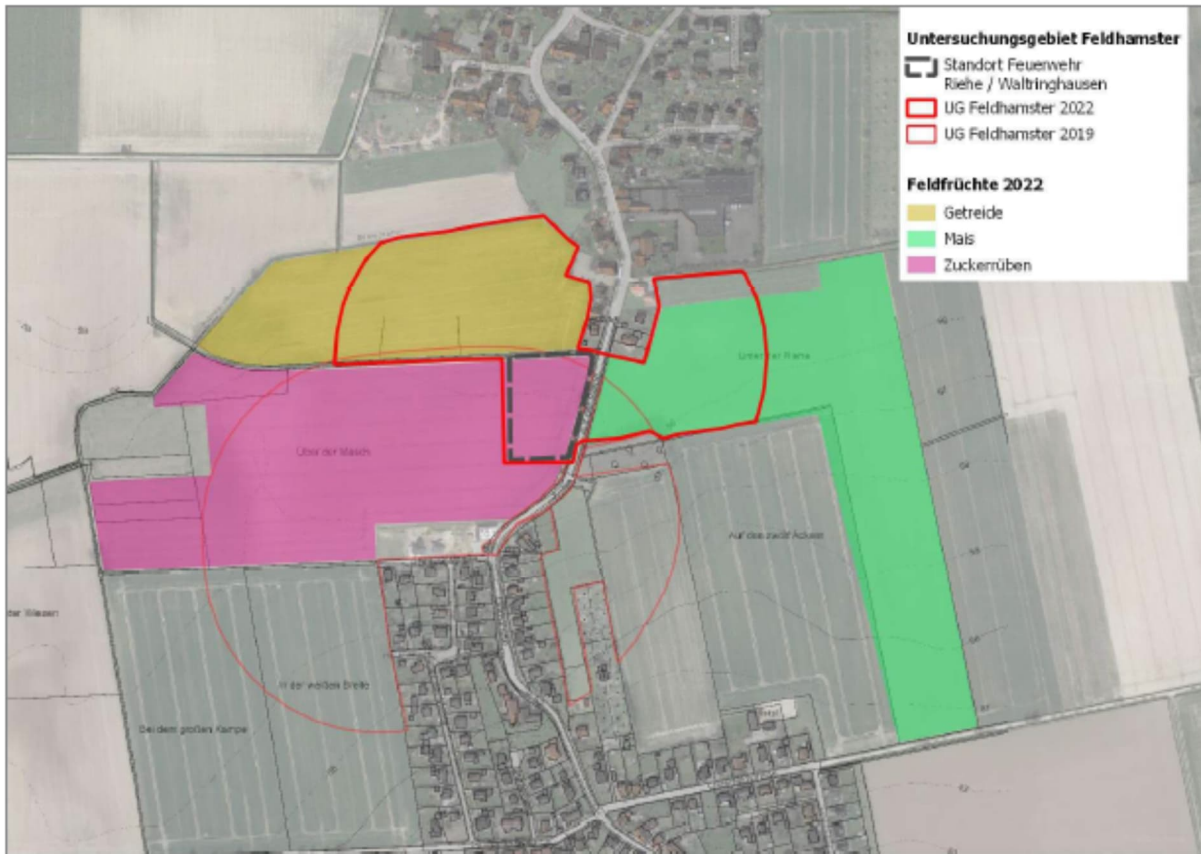 Untersuchungsgebiet Feldhamster
Standort Feuerwehr
Riehe / Waltringhausen
UG Feldhamster 2022
UG Feldhamster 2019
Feldfrüchte 2022
Getreide
Mais
Zuckerrüben
Über der Masch
Auf den zwölf Äckern
In der weißen Breite
Bei dem großen Kampe